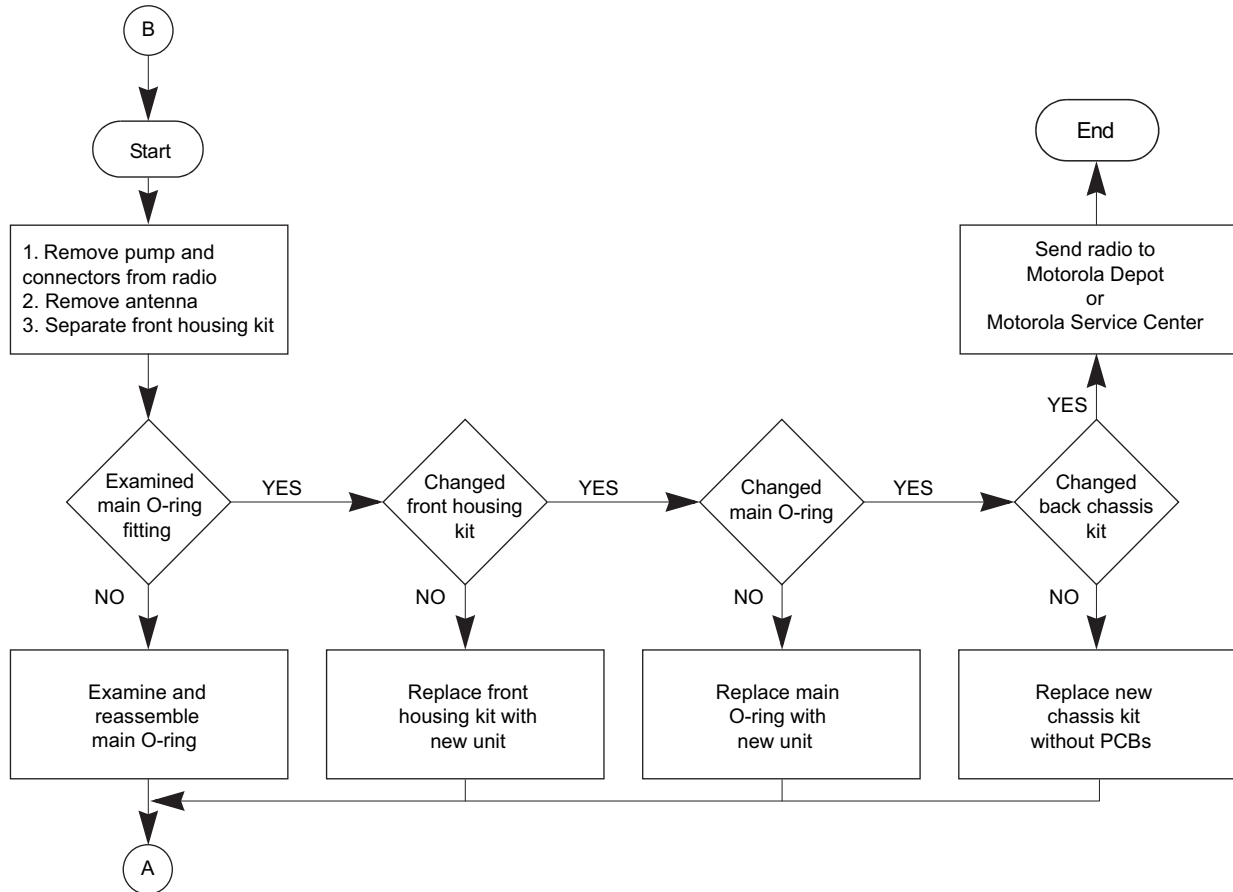 B
Start
End
1. Remove pump and
connectors from radio
2. Remove antenna
3. Separate front housing kit
Send radio to
Motorola Depot
or
Motorola Service Center
YES
Examined
main O-ring
fitting
YES
Changed
front housing
kit
YES
Changed
main O-ring
YES
Changed
back chassis
kit
NO
NO
NO
NO
Examine and
reassemble
main O-ring
Replace front
housing kit with
new unit
Replace main
O-ring with
new unit
Replace new
chassis kit
without PCBs
A